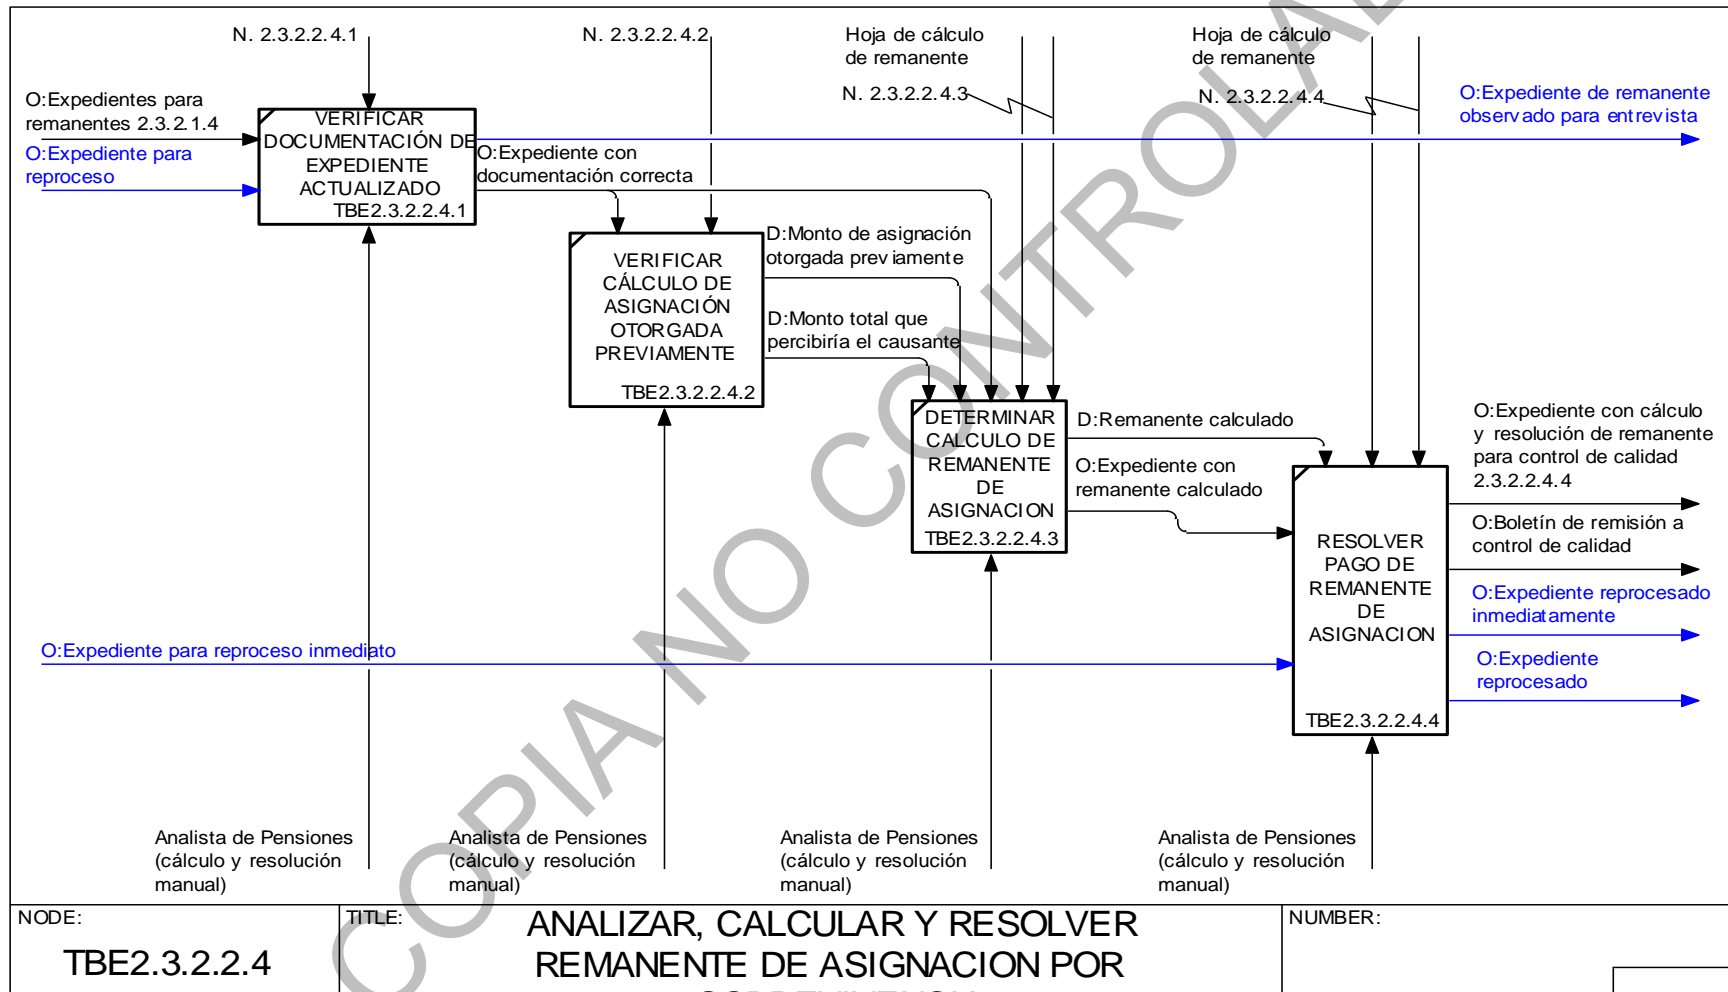 N. 2.3.2.2.4.1
N. 2.3.2.2.4.2
Hoja de cálculo
de remanente
N. 2.3.2.2.4.3
Hoja de cálculo
de remanente
N. 2.3.2.2.4.4
O:Expedientes para
remanentes 2.3.2.1.4
O:Expediente para
reproceso
VERIFICAR
DOCUMENTACIÓN DE
EXPEDIENTE
ACTUALIZADO
TBE2.3.2.2.4.1
O:Expediente de remanente
observado para entrevista
O:Expediente con
documentación correcta
VERIFICAR
CÁLCULO DE
ASIGNACIÓN
OTORGADA
PREVIAMENTE
TBE2.3.2.2.4.2
D:Monto de asignación
otorgada previamente
D:Monto total que
percibiría el causante
DETERMINAR
CALCULO DE
REMANENTE
DE
ASIGNACION
TBE2.3.2.2.4.3
D:Remanente calculado
O:Expediente con
remanente calculado
RESOLVER
PAGO DE
REMANENTE
DE
ASIGNACION
TBE2.3.2.2.4.4
O:Expediente con cálculo
y resolución de remanente
para control de calidad
2.3.2.2.4.4
O:Boletín de remisión a
control de calidad
O:Expediente reprocesado
inmediatamente
O:Expediente
reprocesado
O:Expediente para reproceso inmediato
Analista de Pensiones
(cálculo y resolución
manual)
Analista de Pensiones
(cálculo y resolución
manual)
Analista de Pensiones
(cálculo y resolución
manual)
Analista de Pensiones
(cálculo y resolución
manual)
COPIA NO CONTROLA
NODE:
TBE2.3.2.2.4
TITLE:
ANALIZAR, CALCULAR Y RESOLVER
REMANENTE DE ASIGNACION POR
NUMBER: